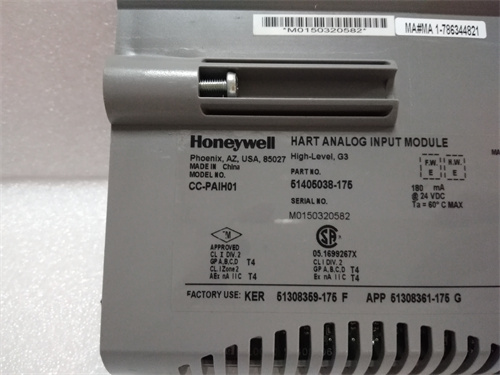 *M0150320582*
MA#MA 1-786344821
Honeywell
HART ANALOG INPUT MODULE
Phoenix, AZ, USA, 85027
High-Level, G3
MADE IN China
MODEL NO.
PART NO.
CC-PAIH01
51405038-175
SERIAL NO.
M0150320582
F.W. R.W.
E E
180 mA
@ 24 VDC
Ta = 60° C MAX
APPROVED
CL I DIV. 2
GP A,B,C,D T4
CL.I Zone 2
AEx nA IIC T4
05.1699267X
CL I DIV. 2
GP A,B,C,D T4
Ex nA IIC T4
FACTORY USE: KER 51308359-175 F APP 51308361-175 G